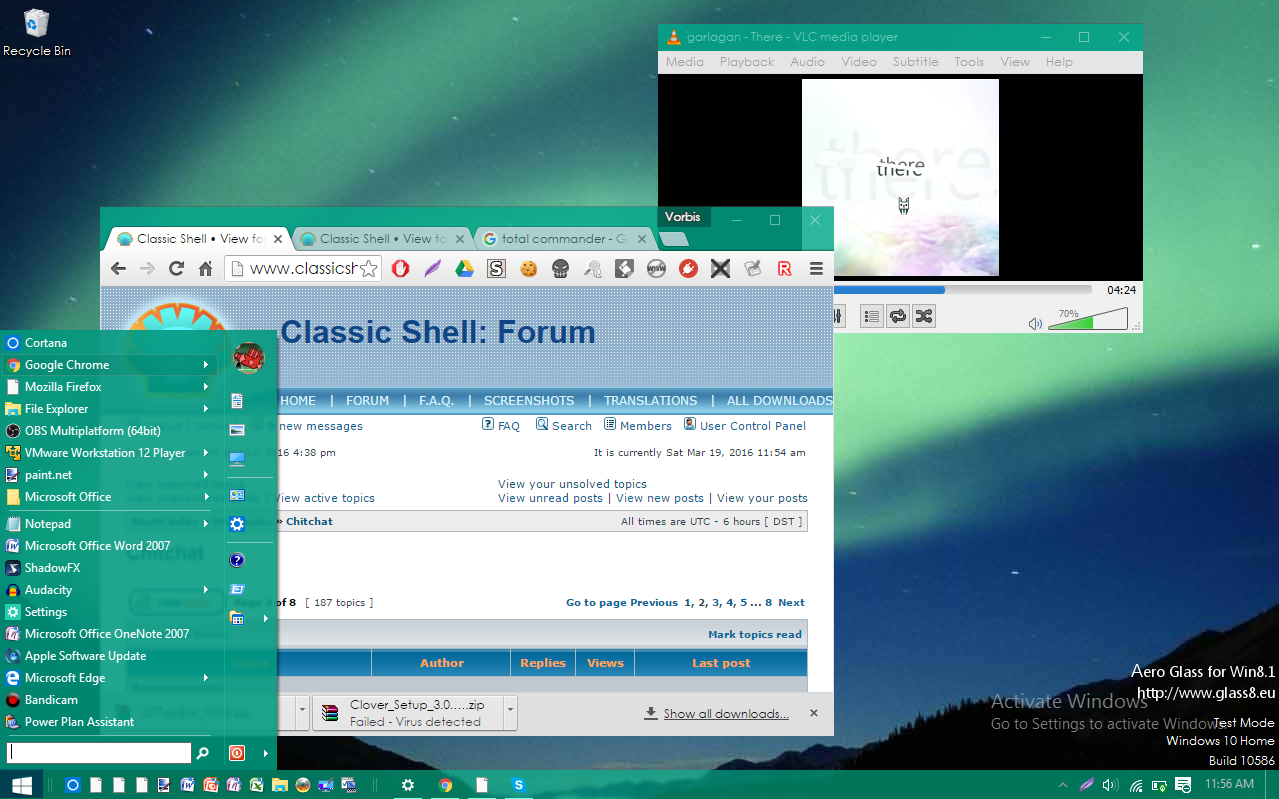 Recycle Bin
garlagan - There - VLC media player
Media Playback Audio Video Subtitle Tools View Help
there
there
04:24
70%
Vorbis
Classic Shell • View fo
Classic Shell • View to
total commander - G
www.classicsh
Classic Shell: Forum
HOME | FORUM | F.A.Q. | SCREENSHOTS | TRANSLATIONS | ALL DOWNLOADS
new messages
FAQ Search Members User Control Panel
16 4:38 pm
It is currently Sat Mar 19, 2016 11:54 am
View your unsolved topics
View active topics
View unread posts | View new posts | View your posts
» Chitchat
All times are UTC - 6 hours [ DST ]
Chitchat
of 8 [ 187 topics ]
Go to page Previous 1, 2, 3, 4, 5 ... 8 Next
Mark topics read
Author Replies Views Last post
Clover_Setup_3.0.....zip
Failed - Virus detected
Show all downloads...
Cortana
Google Chrome
Mozilla Firefox
File Explorer
OBS Multiplatform (64bit)
VMware Workstation 12 Player
paint.net
Microsoft Office
Notepad
Microsoft Office Word 2007
ShadowFX
Audacity
Settings
Microsoft Office OneNote 2007
Apple Software Update
Microsoft Edge
Bandicam
Power Plan Assistant
Aero Glass for Win8.1
http://www.glass8.eu
Activate Windows
Go to Settings to activate Windows.
Test Mode
Windows 10 Home
Build 10586
11:56 AM